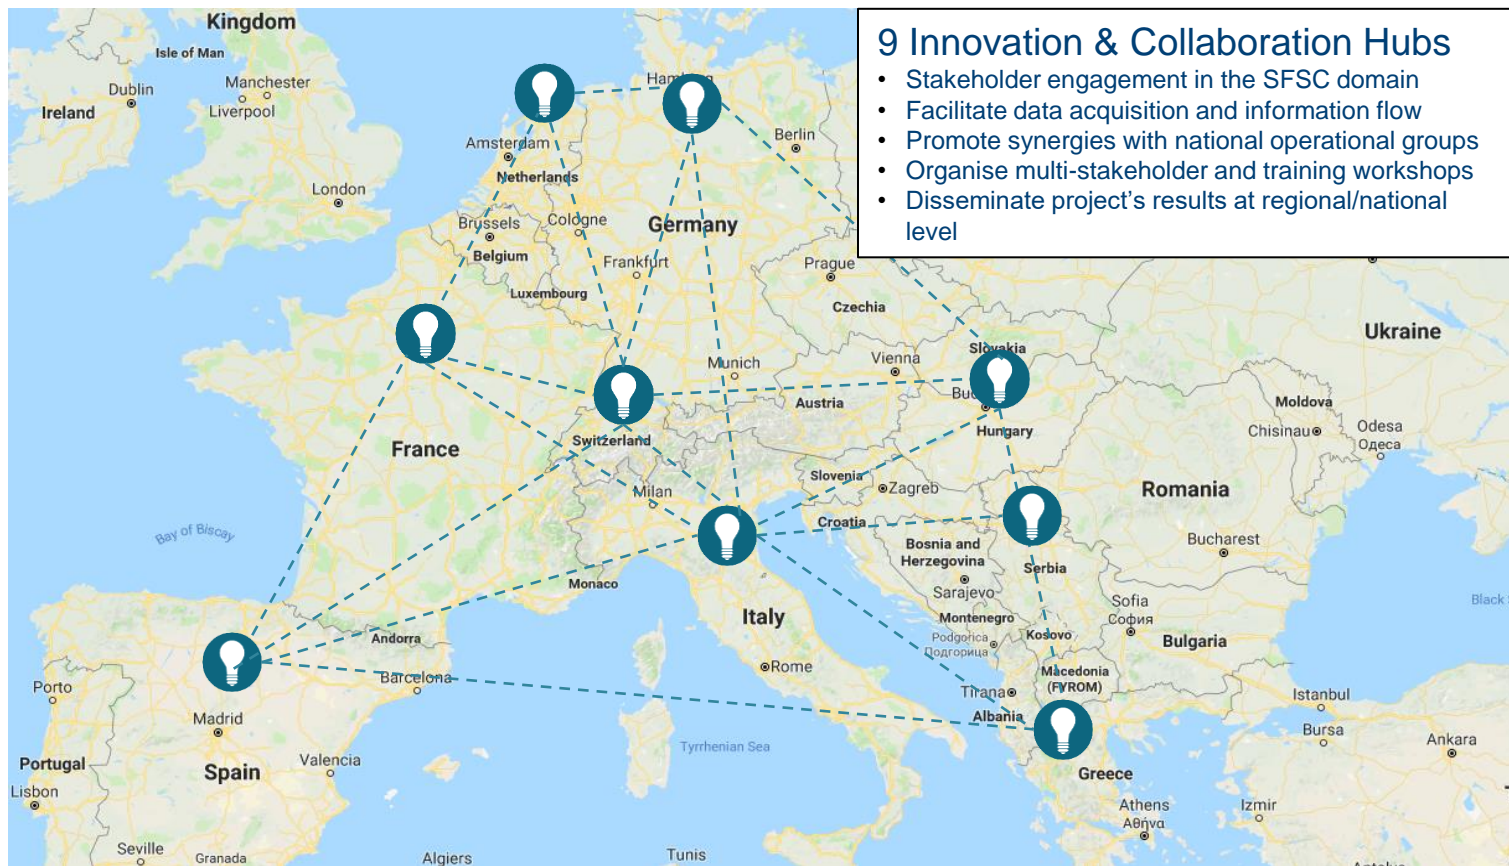 9 Innovation & Collaboration Hubs
• Stakeholder engagement in the SFSC domain
• Facilitate data acquisition and information flow
• Promote synergies with national operational groups
• Organise multi-stakeholder and training workshops
• Disseminate project's results at regional/national
level
Kingdom
Isle of Man
Dublin
Manchester
Ireland
Liverpool
London
Amsterdam
Netherlands
Berlin
Brussels
Cologne
Belgium
Germany
Frankfurt
Luxembourg
Prague
Czechia
Ukraine
Munich
Vienna
Slovakia
Austria
Hungary
Moldova
Chisinau
Odesa
Одеса
France
Switzerland
Milan
Slovenia
Zagreb
Croatia
Romania
Bucharest
Bay of Biscay
Bosnia and
Herzegovina
Sarajevo
Serbia
Monaco
Montenegro
Podgorica
Подгорица
Kosovo
Sofia
София
Bulgaria
Black
Italy
Andorra
Rome
Macedonia
(FYROM)
Tirana
Albania
Istanbul
Bursa
Ankara
Porto
Barcelona
Madrid
Valencia
Portugal
Spain
Lisbon
Tyrrhenian Sea
Greece
Athens
Αθήνα
Izmir
Seville
Granada
Algiers
Tunis